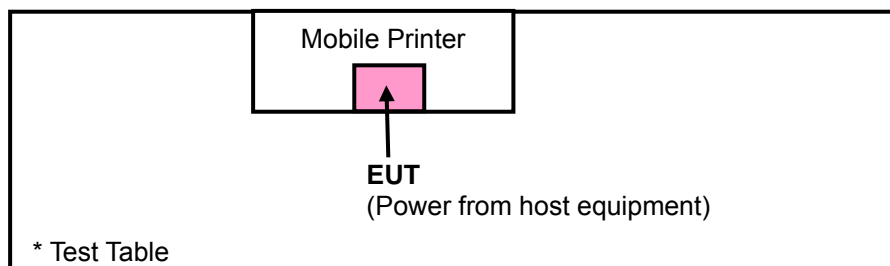 Mobile Printer
EUT
(Power from host equipment)
* Test Table